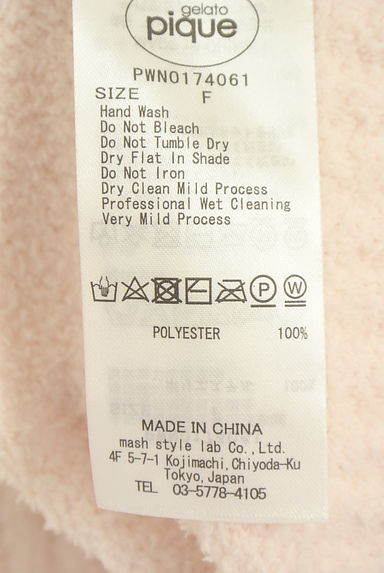 gelato
pique
PWN0174061
SIZE F
Hand Wash
Do Not Bleach
Do Not Tumble Dry
Dry Flat In Shade
Do Not Iron
Dry Clean Mild Process
Professional Wet Cleaning
Very Mild Process
P W
POLYESTER 100%
MADE IN CHINA
mash style lab Co.,Ltd.
4F 5-7-1 Kojimachi,Chiyoda-Ku
Tokyo,Japan
TEL 03-5778-4105